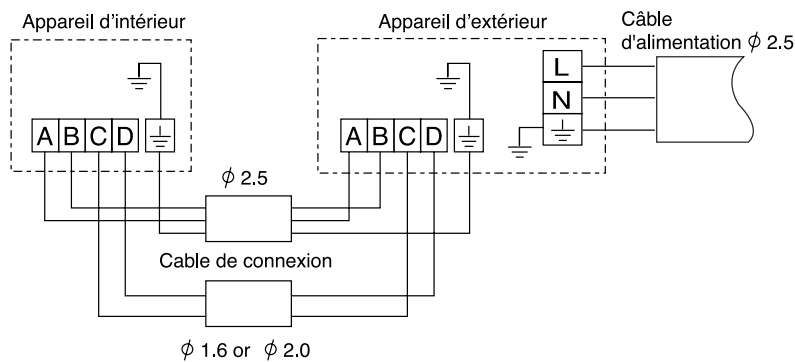 Appareil d'intérieur
Appareil d'extérieur
Câble
d'alimentation ϕ 2.5
L
N
A B C D
A B C D
ϕ 2.5
Cable de connexion
ϕ 1.6 or ϕ 2.0